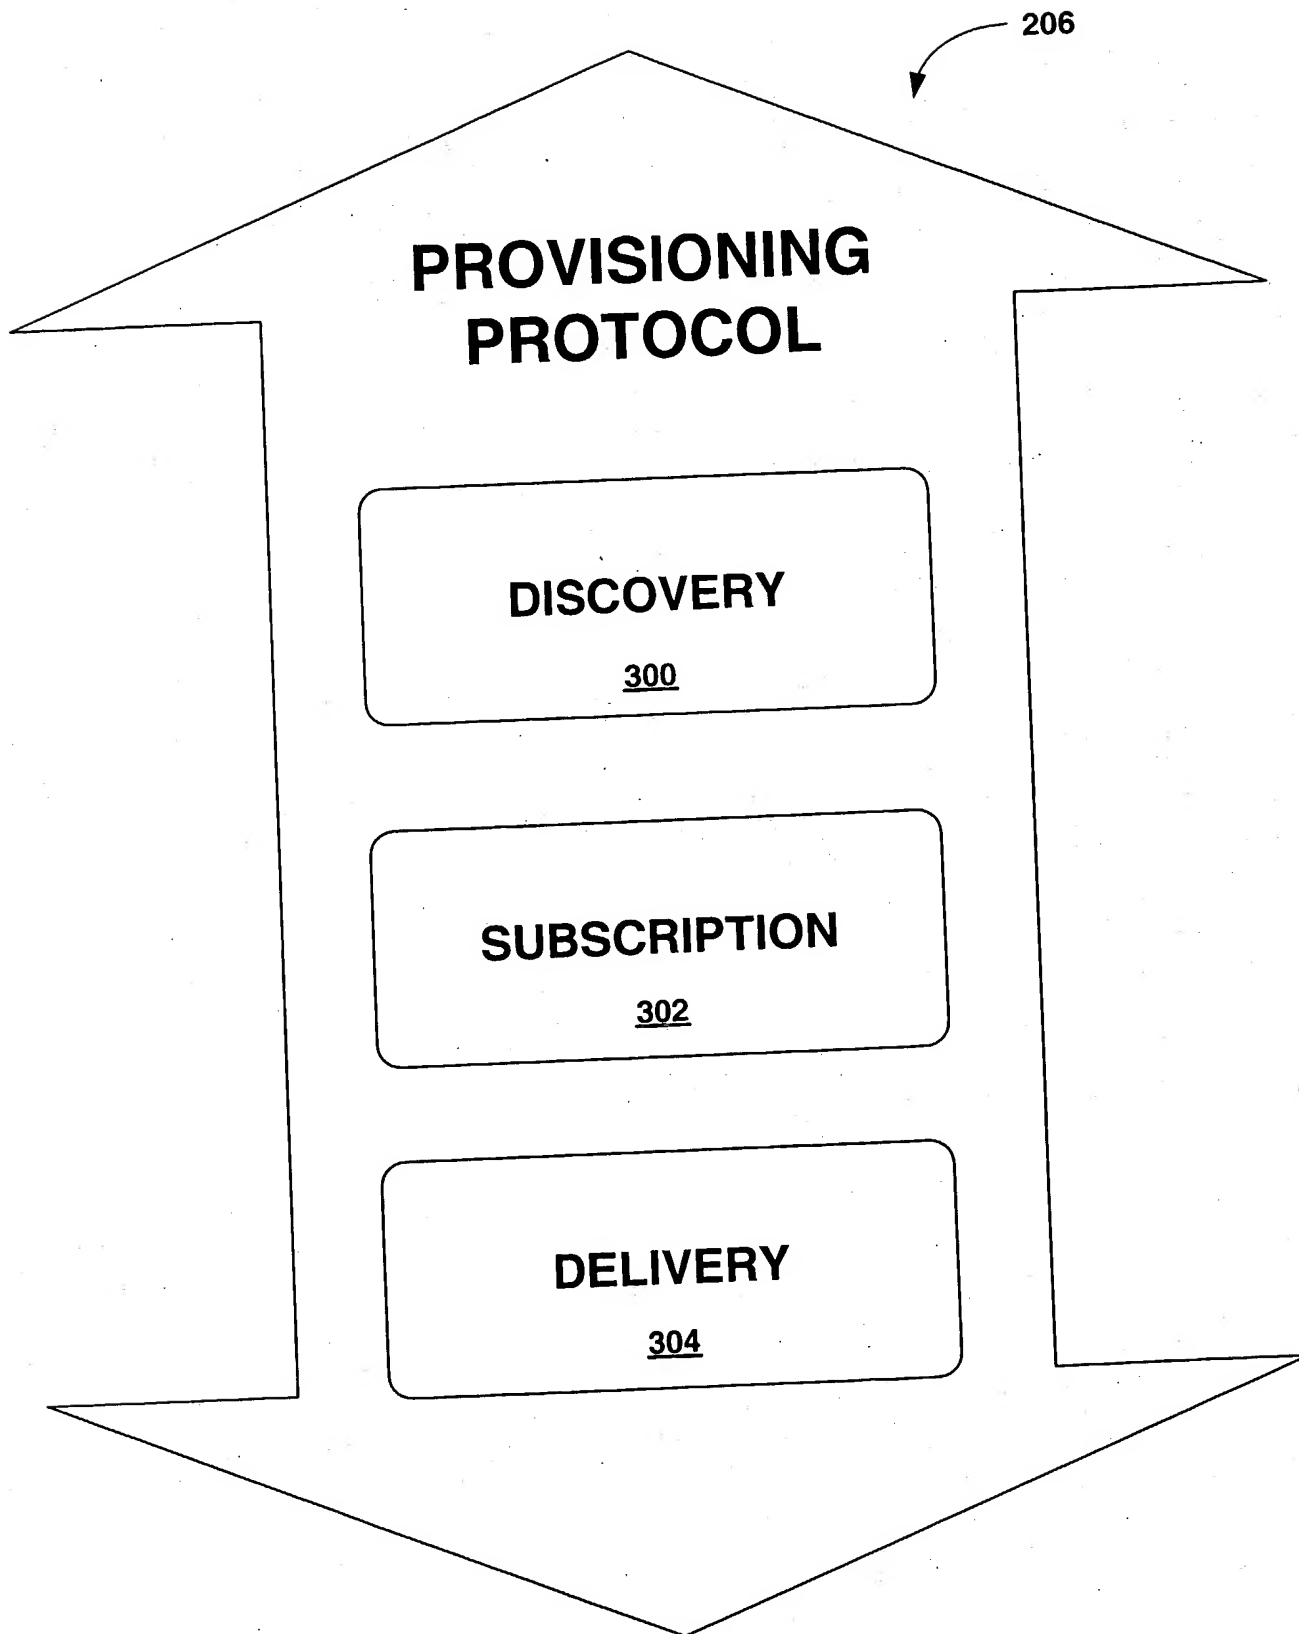 206
PROVISIONING
PROTOCOL
DISCOVERY
300
SUBSCRIPTION
302
DELIVERY
304